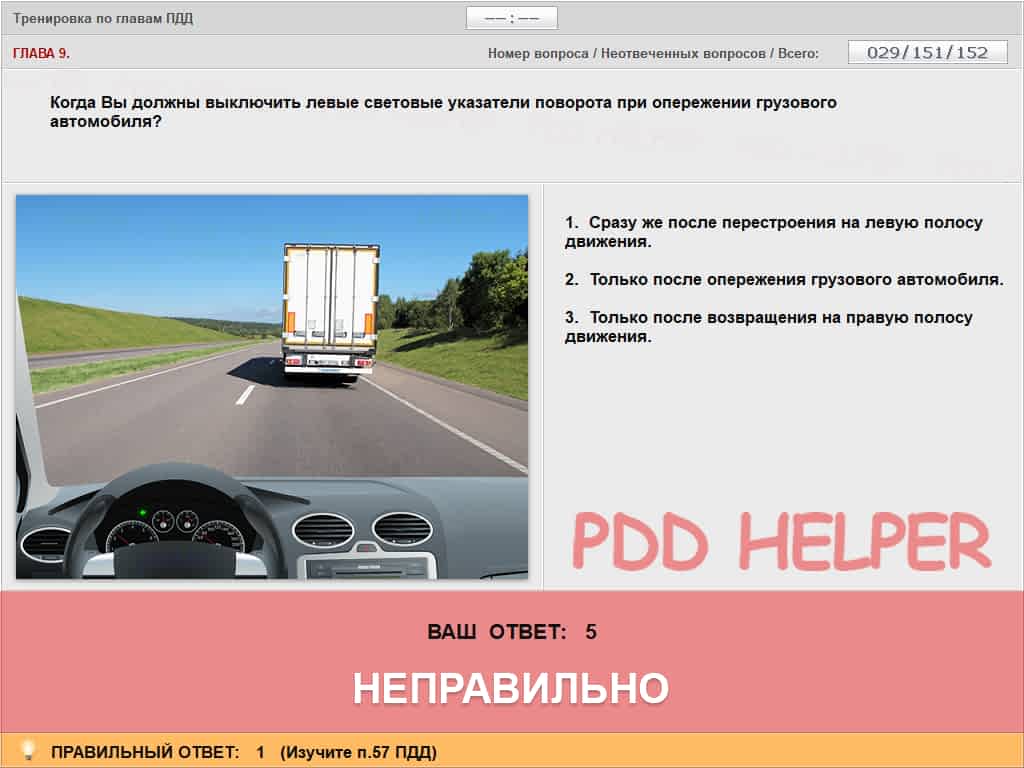 Тренировка по главам ПДД
—— : ——
ГЛАВА 9.
Номер вопроса / Неотвеченных вопросов / Всего:
029/151/152
Когда Вы должны выключить левые световые указатели поворота при опережении грузового
автомобиля?
1. Сразу же после перестроения на левую полосу
движения.
2. Только после опережения грузового автомобиля.
3. Только после возвращения на правую полосу
движения.
PDD HELPER
ВАШ ОТВЕТ: 5
НЕПРАВИЛЬНО
ПРАВИЛЬНЫЙ ОТВЕТ: 1 (Изучите п.57 ПДД)